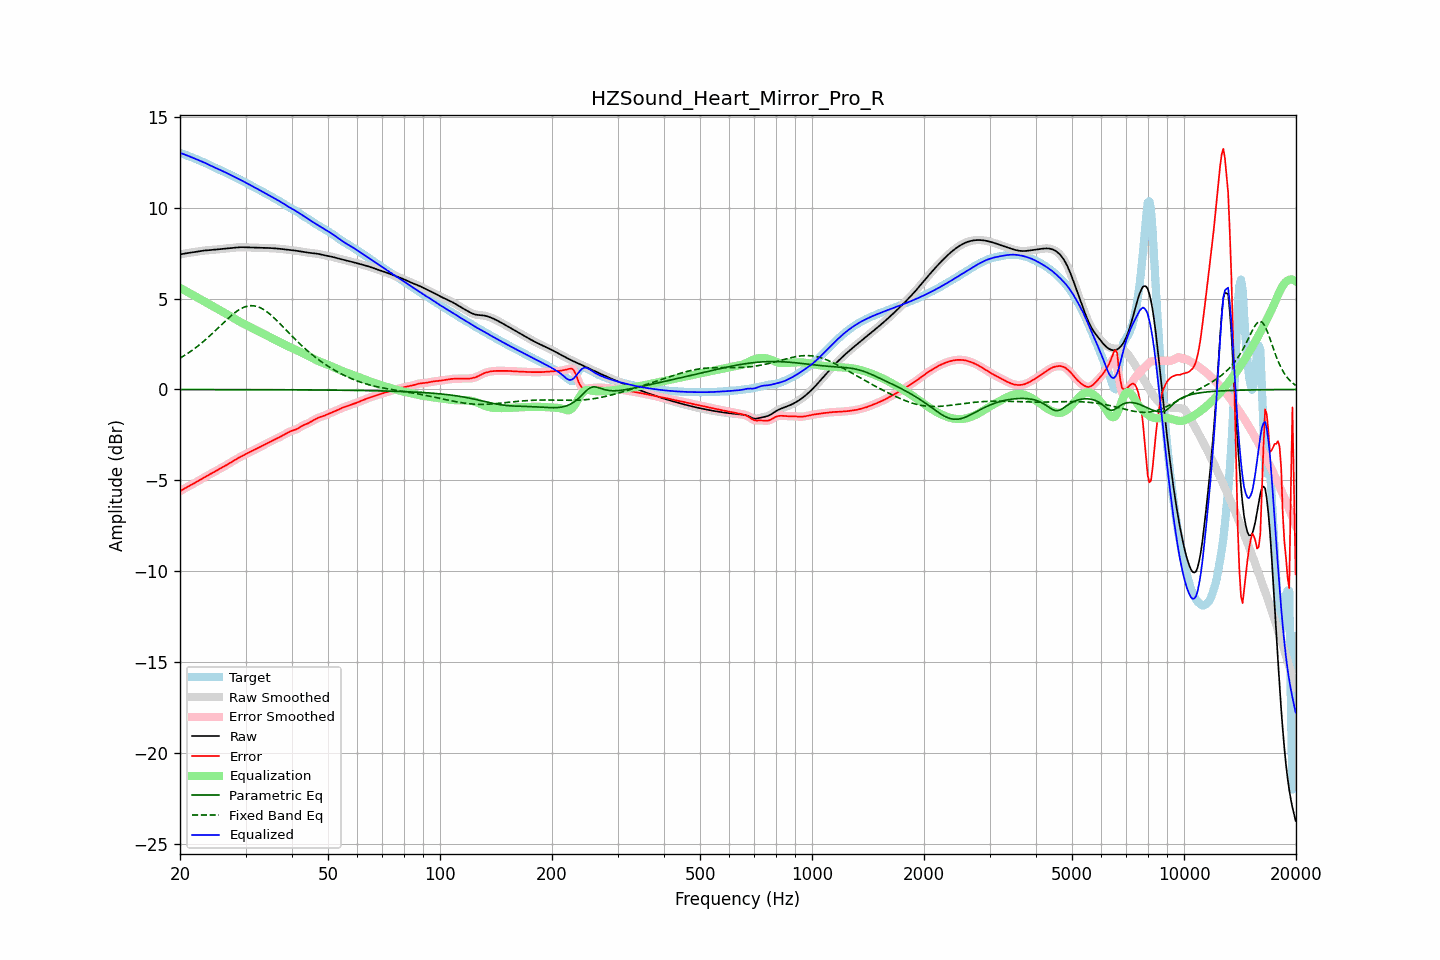 HZSound_Heart_Mirror_Pro_R
15
10
5
0
−5
−10
−15
−20
−25
Amplitude (dBr)
Target
Raw Smoothed
Error Smoothed
Raw
Error
Equalization
Parametric Eq
Fixed Band Eq
Equalized
20 50 100 200 500 1000 2000 5000 10000 20000
Frequency (Hz)